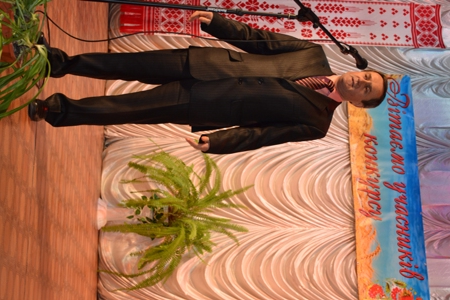 Вітаємо учасників
конкурсу